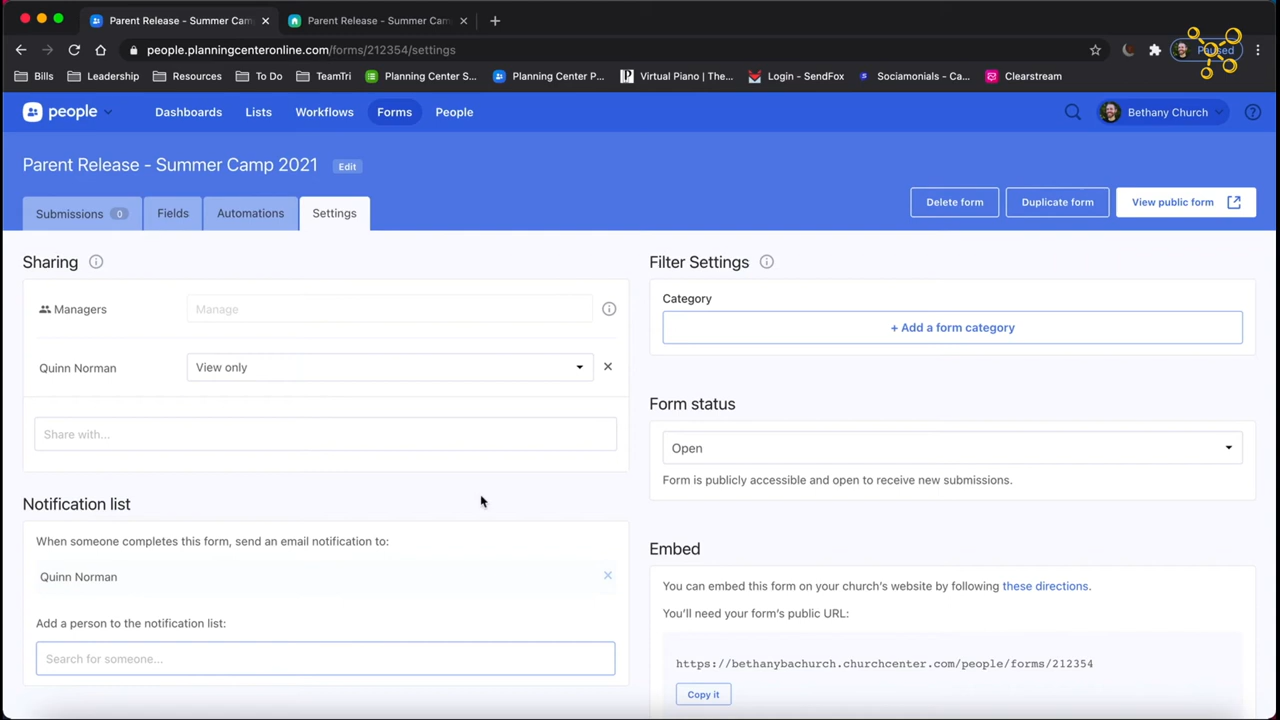 Parent Release - Summer Camp
Parent Release - Summer Camp
people.planningcenteronline.com/forms/212354/settings
Paused
Bills
Leadership
Resources
To Do
TeamTri
Planning Center S...
Planning Center P...
Virtual Piano | The...
Login - SendFox
Sociamonials - Ca...
Clearstream
people
Dashboards
Lists
Workflows
Forms
People
Bethany Church
Parent Release - Summer Camp 2021
Edit
Submissions 0
Fields
Automations
Settings
Delete form
Duplicate form
View public form
Sharing
Managers
Manage
Quinn Norman
View only
Share with...
Notification list
When someone completes this form, send an email notification to:
Quinn Norman
Add a person to the notification list:
Search for someone...
Filter Settings
Category
+ Add a form category
Form status
Open
Form is publicly accessible and open to receive new submissions.
Embed
You can embed this form on your church's website by following these directions.
You'll need your form's public URL:
https://bethanybachurch.churchcenter.com/people/forms/212354
Copy it